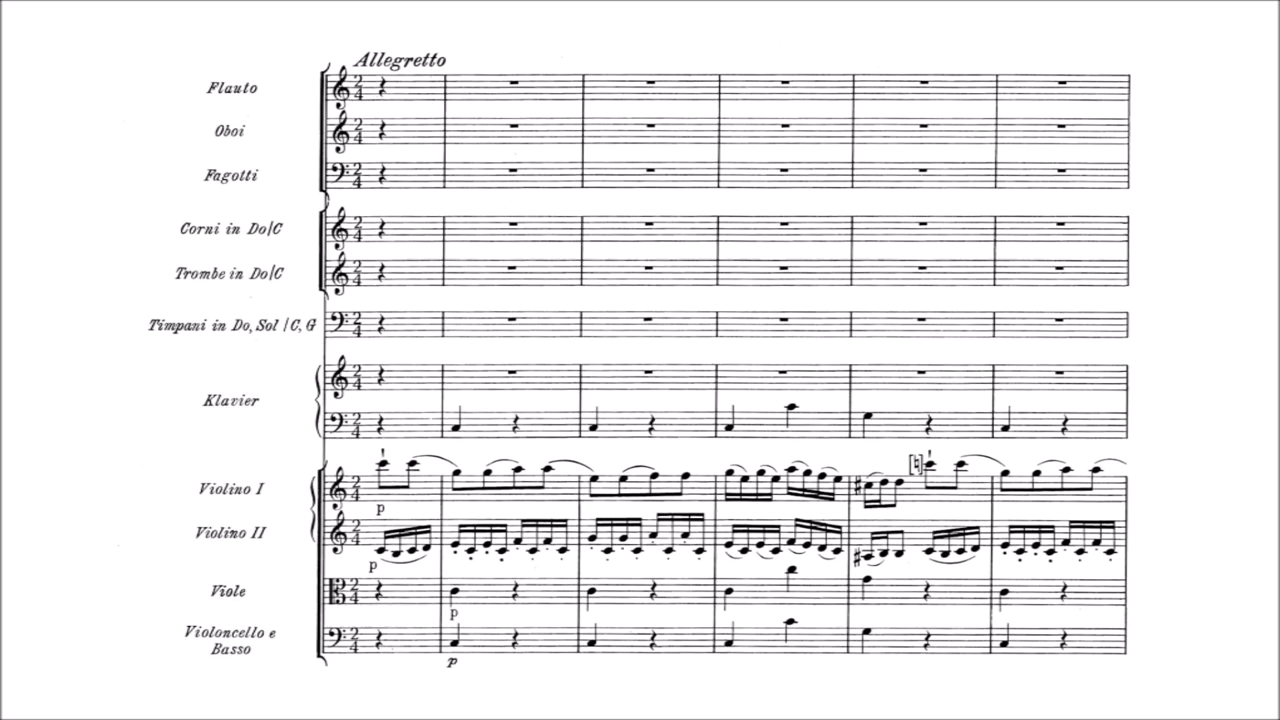 Allegretto
Flauto
Oboi
Fagotti
Corni in Do/C
Trombe in Do/C
Timpani in Do, Sol / C, G
Klavier
Violino I
p
Violino II
p
Viole
p
Violoncello e
Basso
p